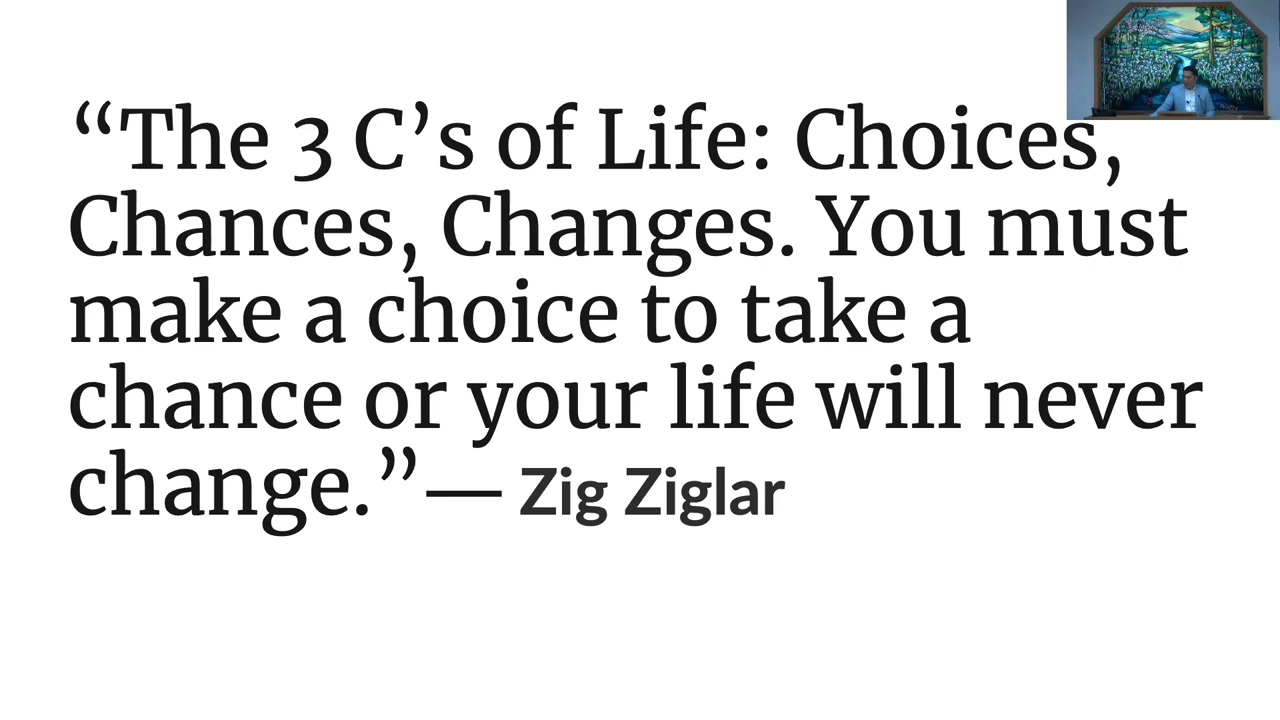 “The 3 C’s of Life: Choices,
Chances, Changes. You must
make a choice to take a
chance or your life will never
change.”— Zig Ziglar